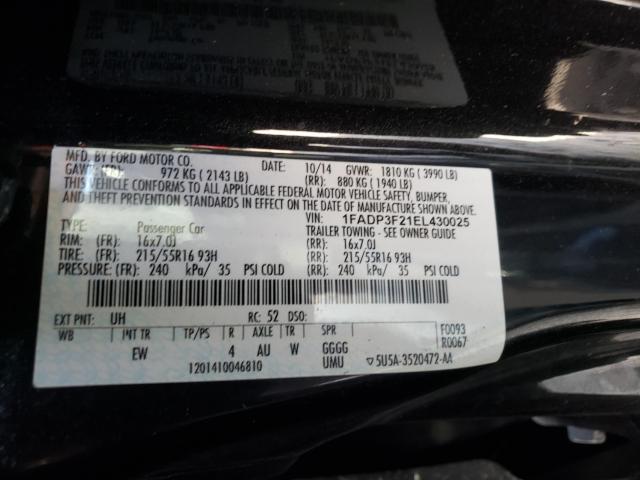 MFD. BY FORD MOTOR CO. DATE: 10/14 GVWR: 1810 KG ( 3990 LB)
GAWR (FR) 972 KG ( 2143 LB) (RR): 880 KG ( 1940 LB)
THIS VEHICLE CONFORMS TO ALL APPLICABLE FEDERAL MOTOR VEHICLE SAFETY, BUMPER,
AND THEFT PREVENTION STANDARDS IN EFFECT ON THE DATE OF MANUFACTURE SHOWN ABOVE.
VIN: 1FADP3F21EL430025
TYPE: Passenger Car TRAILER TOWING - SEE OWNER GUIDE
RIM: (FR): 16x7.0J (RR): 16x7.0J
TIRE: (FR): 215/55R16 93H (RR): 215/55R16 93H
PRESSURE: (FR): 240 kPa/ 35 PSI COLD (RR): 240 kPa/ 35 PSI COLD
EXT PNT: UH RC: 52 DSO: F0093
WB INT TR TP/PS R AXLE TR SPR R0067
EW 4 AU W GGGG
1201410046810 UMU 5U5A-3520472-AA